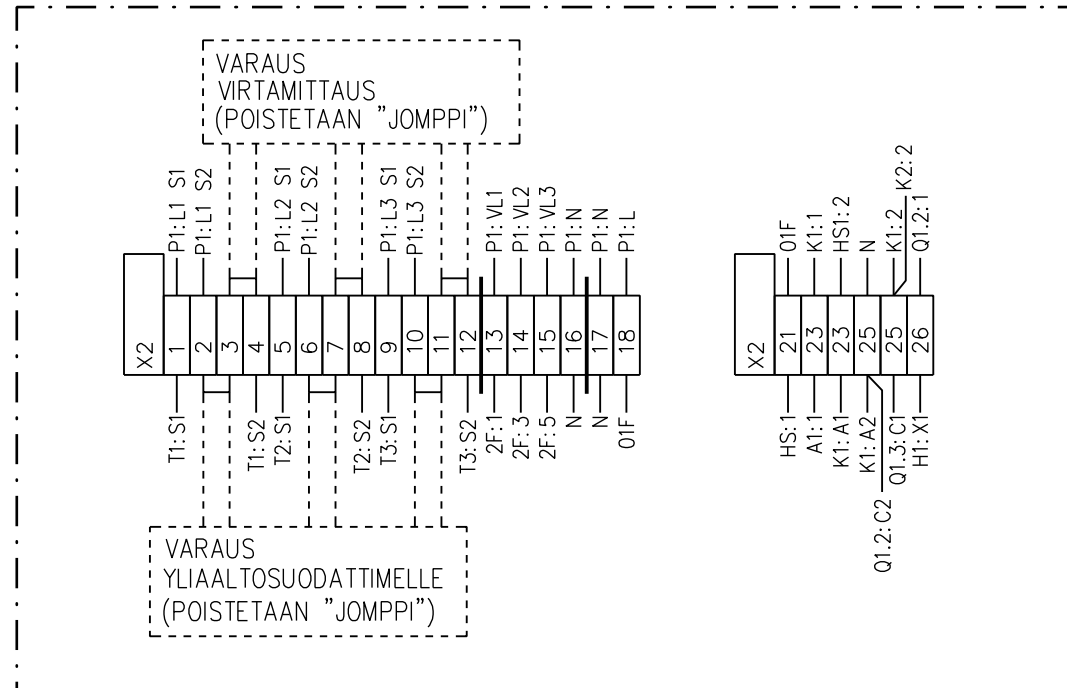 VARAUS
VIRTAMITTAUS
(POISTETAAN "JOMPPI")
P1: L1 S1
P1: L1 S2
P1: L2 S1
P1: L2 S2
P1: L3 S1
P1: L3 S2
P1: VL1
P1: VL2
P1: VL3
P1: N
P1: N
P1: L
X2
1
2
3
4
5
6
7
8
9
10
11
12
13
14
15
16
17
18
T1: S1
T1: S2
T2: S1
T2: S2
T3: S1
T3: S2
2F: 1
2F: 3
2F: 5
N
N
01F
VARAUS
YLIAALTOSUODATTIMELLE
(POISTETAAN "JOMPPI")
01F
K1: 1
HS1: 2
N
K1: 2
K2: 2
Q1.2: 1
X2
21
23
23
25
25
26
HS: 1
A1: 1
K1: A1
K1: A2
Q1.2: C2
Q1.3: C1
H1: X1